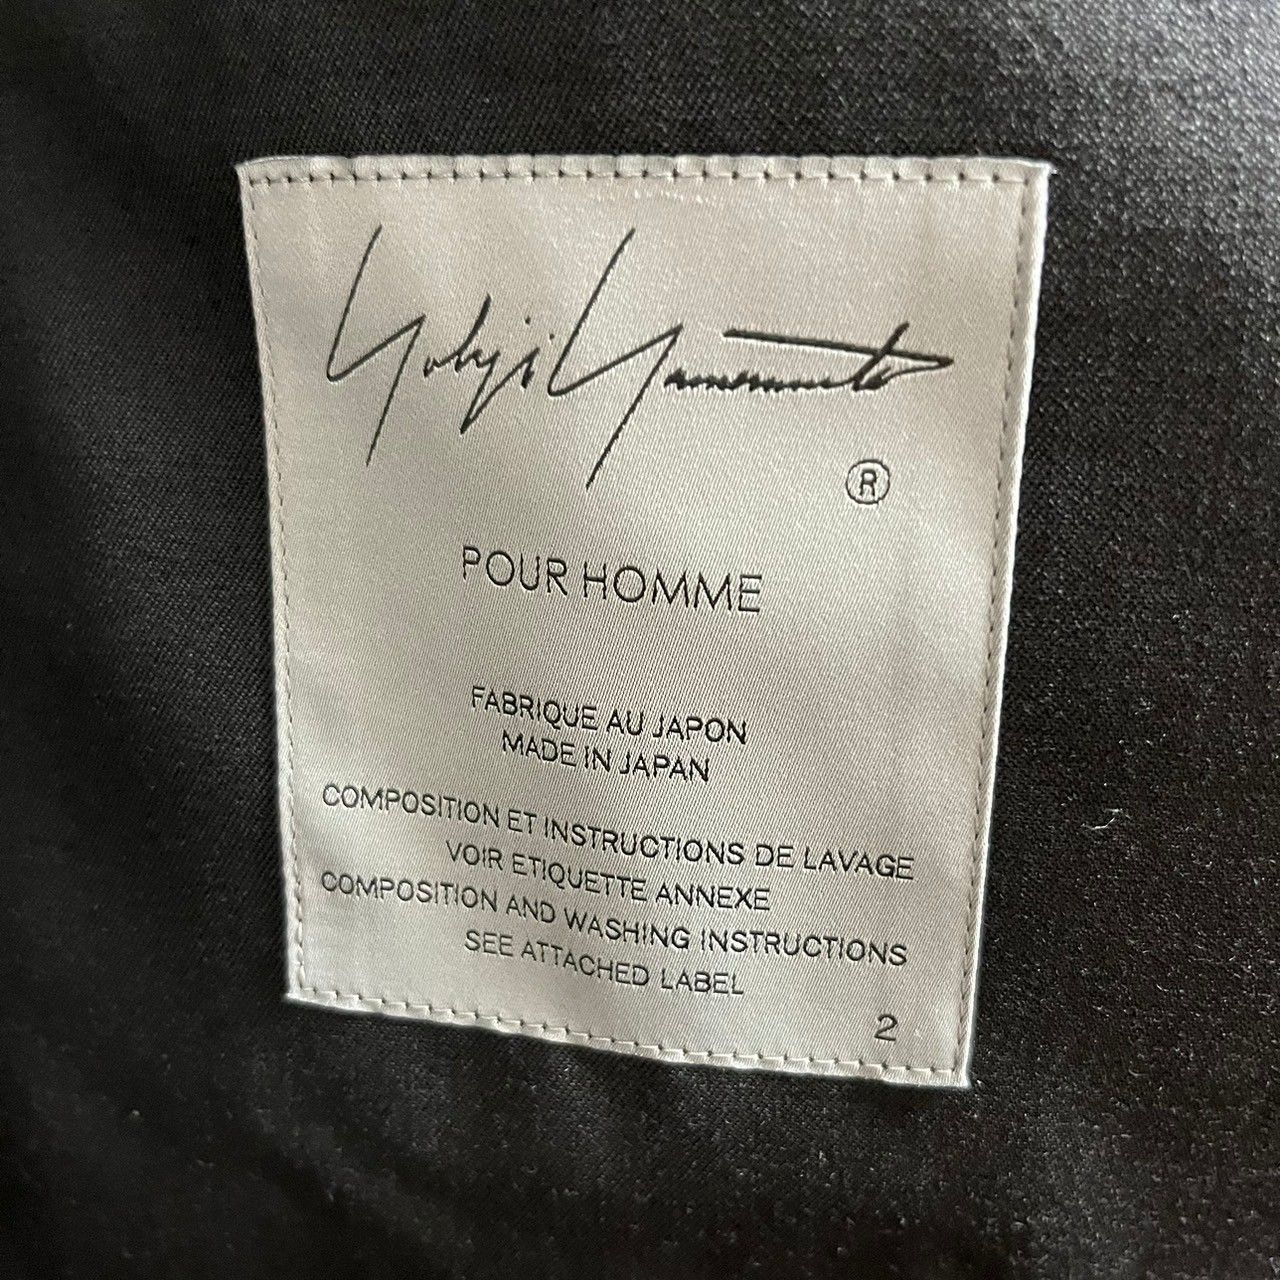 Yohji Yamamoto
®
POUR HOMME
FABRIQUE AU JAPON
MADE IN JAPAN
COMPOSITION ET INSTRUCTIONS DE LAVAGE
VOIR ETIQUETTE ANNEXE
COMPOSITION AND WASHING INSTRUCTIONS
SEE ATTACHED LABEL
2